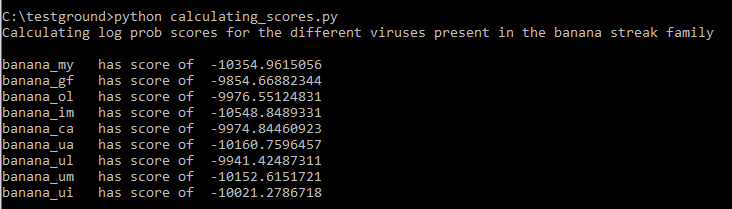 C:\testground>python calculating_scores.py
Calculating log prob scores for the different viruses present in the banana streak family
banana_my has score of -10354.9615056
banana_gf has score of -9854.66882344
banana_ol has score of -9976.55124831
banana_im has score of -10548.8489331
banana_ca has score of -9974.84460923
banana_ua has score of -10160.7596457
banana_ul has score of -9941.42487311
banana_um has score of -10152.6151721
banana_ui has score of -10021.2786718